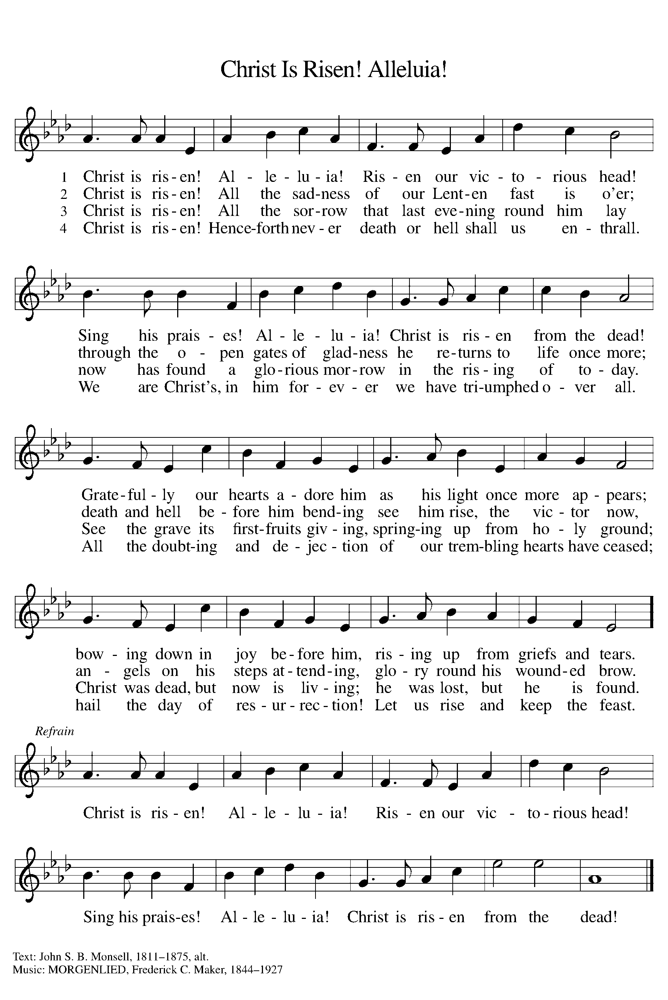 Christ Is Risen! Alleluia!
1 Christ is ris - en! Al - le - lu - ia! Ris - en our vic - to - rious head!
2 Christ is ris - en! All the sad-ness of our Lent-en fast is o’er;
3 Christ is ris - en! All the sor-row that last eve-ning round him lay
4 Christ is ris - en! Hence-forth nev - er death or hell shall us en - thrall.
Sing his prais - es! Al - le - lu - ia! Christ is ris - en from the dead!
through the o - pen gates of glad-ness he re-turns to life once more;
now has found a glo-rious mor-row in the ris - ing of to - day.
We are Christ’s, in him for - ev - er we have tri-umphed o - ver all.
Grate-ful - ly our hearts a - dore him as his light once more ap - pears;
death and hell be - fore him bend-ing see him rise, the vic - tor now,
See the grave its first-fruits giv - ing, spring-ing up from ho - ly ground;
All the doubt-ing and de - jec - tion of our trem-bling hearts have ceased;
bow - ing down in joy be - fore him, ris - ing up from griefs and tears.
an - gels on his steps at - tend-ing, glo - ry round his wound-ed brow.
Christ was dead, but now is liv - ing; he was lost, but he is found.
hail the day of res - ur - rec - tion! Let us rise and keep the feast.
Refrain
Christ is ris - en! Al - le - lu - ia! Ris - en our vic - to - rious head!
Sing his prais-es! Al - le - lu - ia! Christ is ris - en from the dead!
Text: John S. B. Monsell, 1811–1875, alt.
Music: MORGENLIED, Frederick C. Maker, 1844–1927